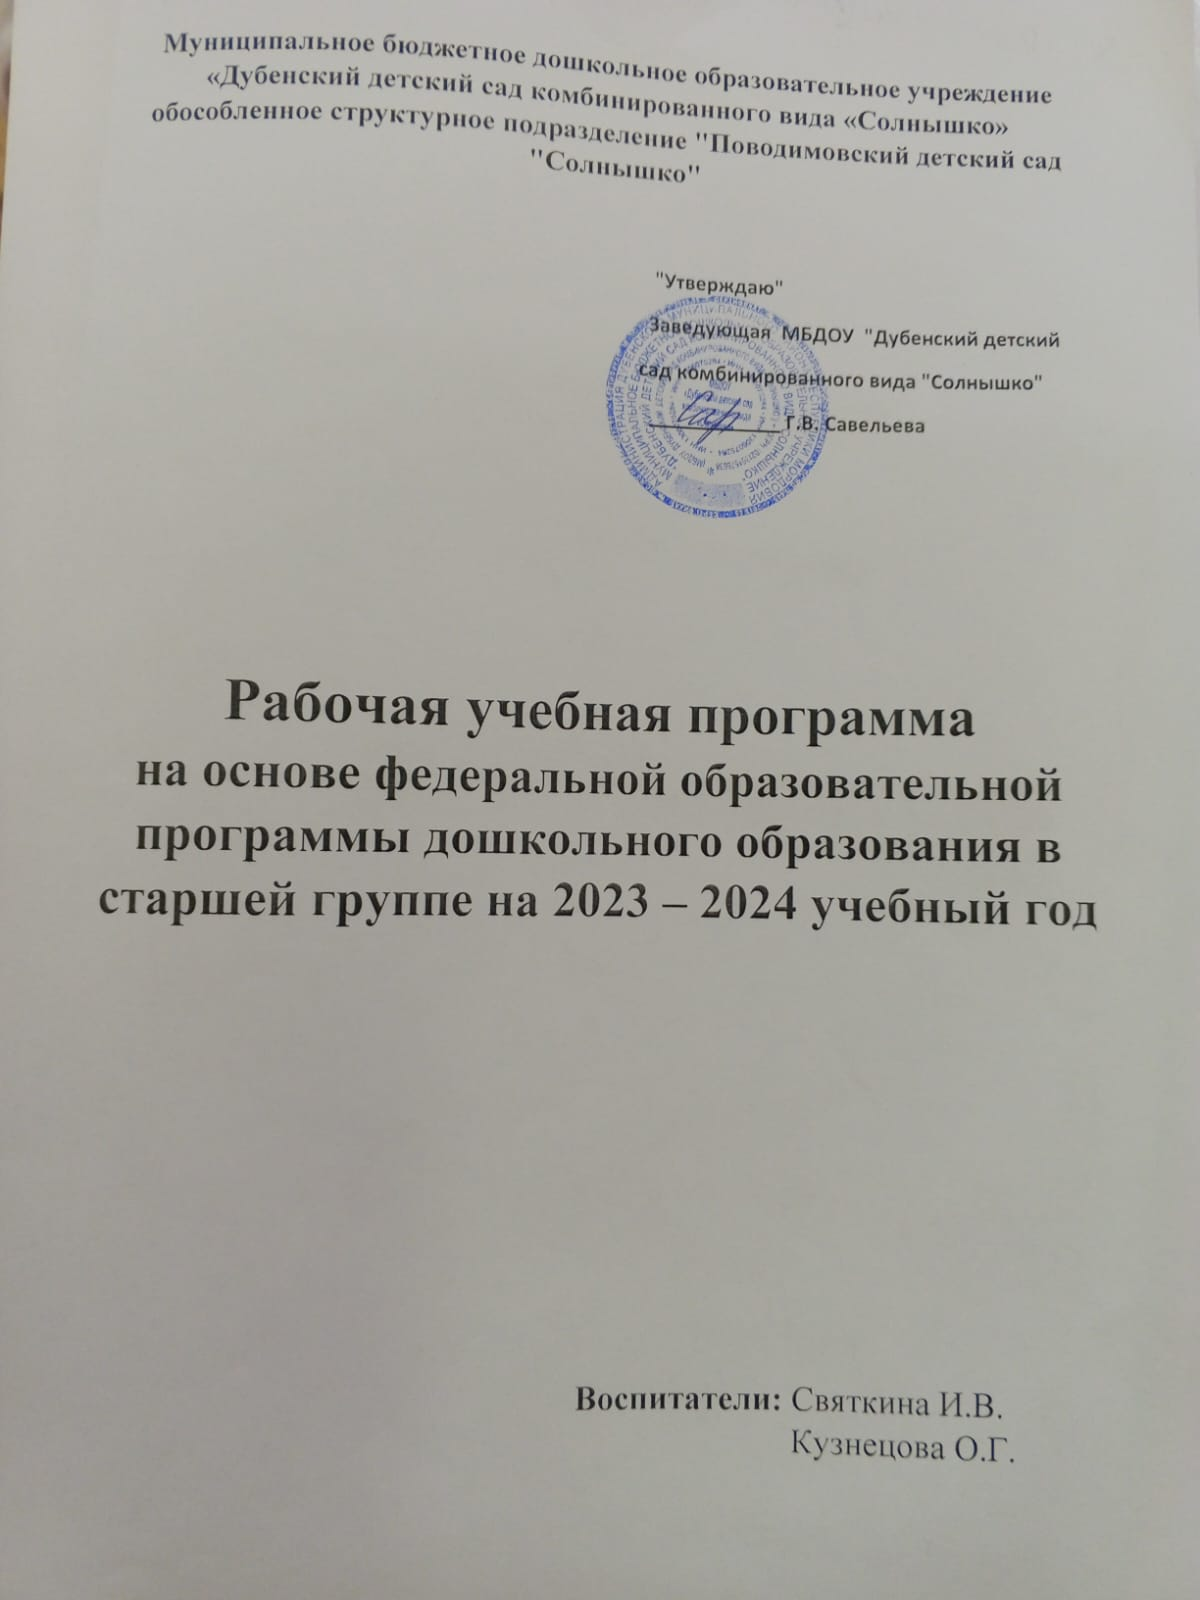 Муниципальное бюджетное дошкольное образовательное учреждение
«Дубенский детский сад комбинированного вида «Солнышко»
обособленное структурное подразделение "Поводимовский детский сад
"Солнышко"
"Утверждаю"
Заведующая МБДОУ "Дубенский детский
сад комбинированного вида "Солнышко"
Г.В. Савельева
Рабочая учебная программа
на основе федеральной образовательной
программы дошкольного образования в
старшей группе на 2023 – 2024 учебный год
Воспитатели: Святкина И.В.
Кузнецова О.Г.